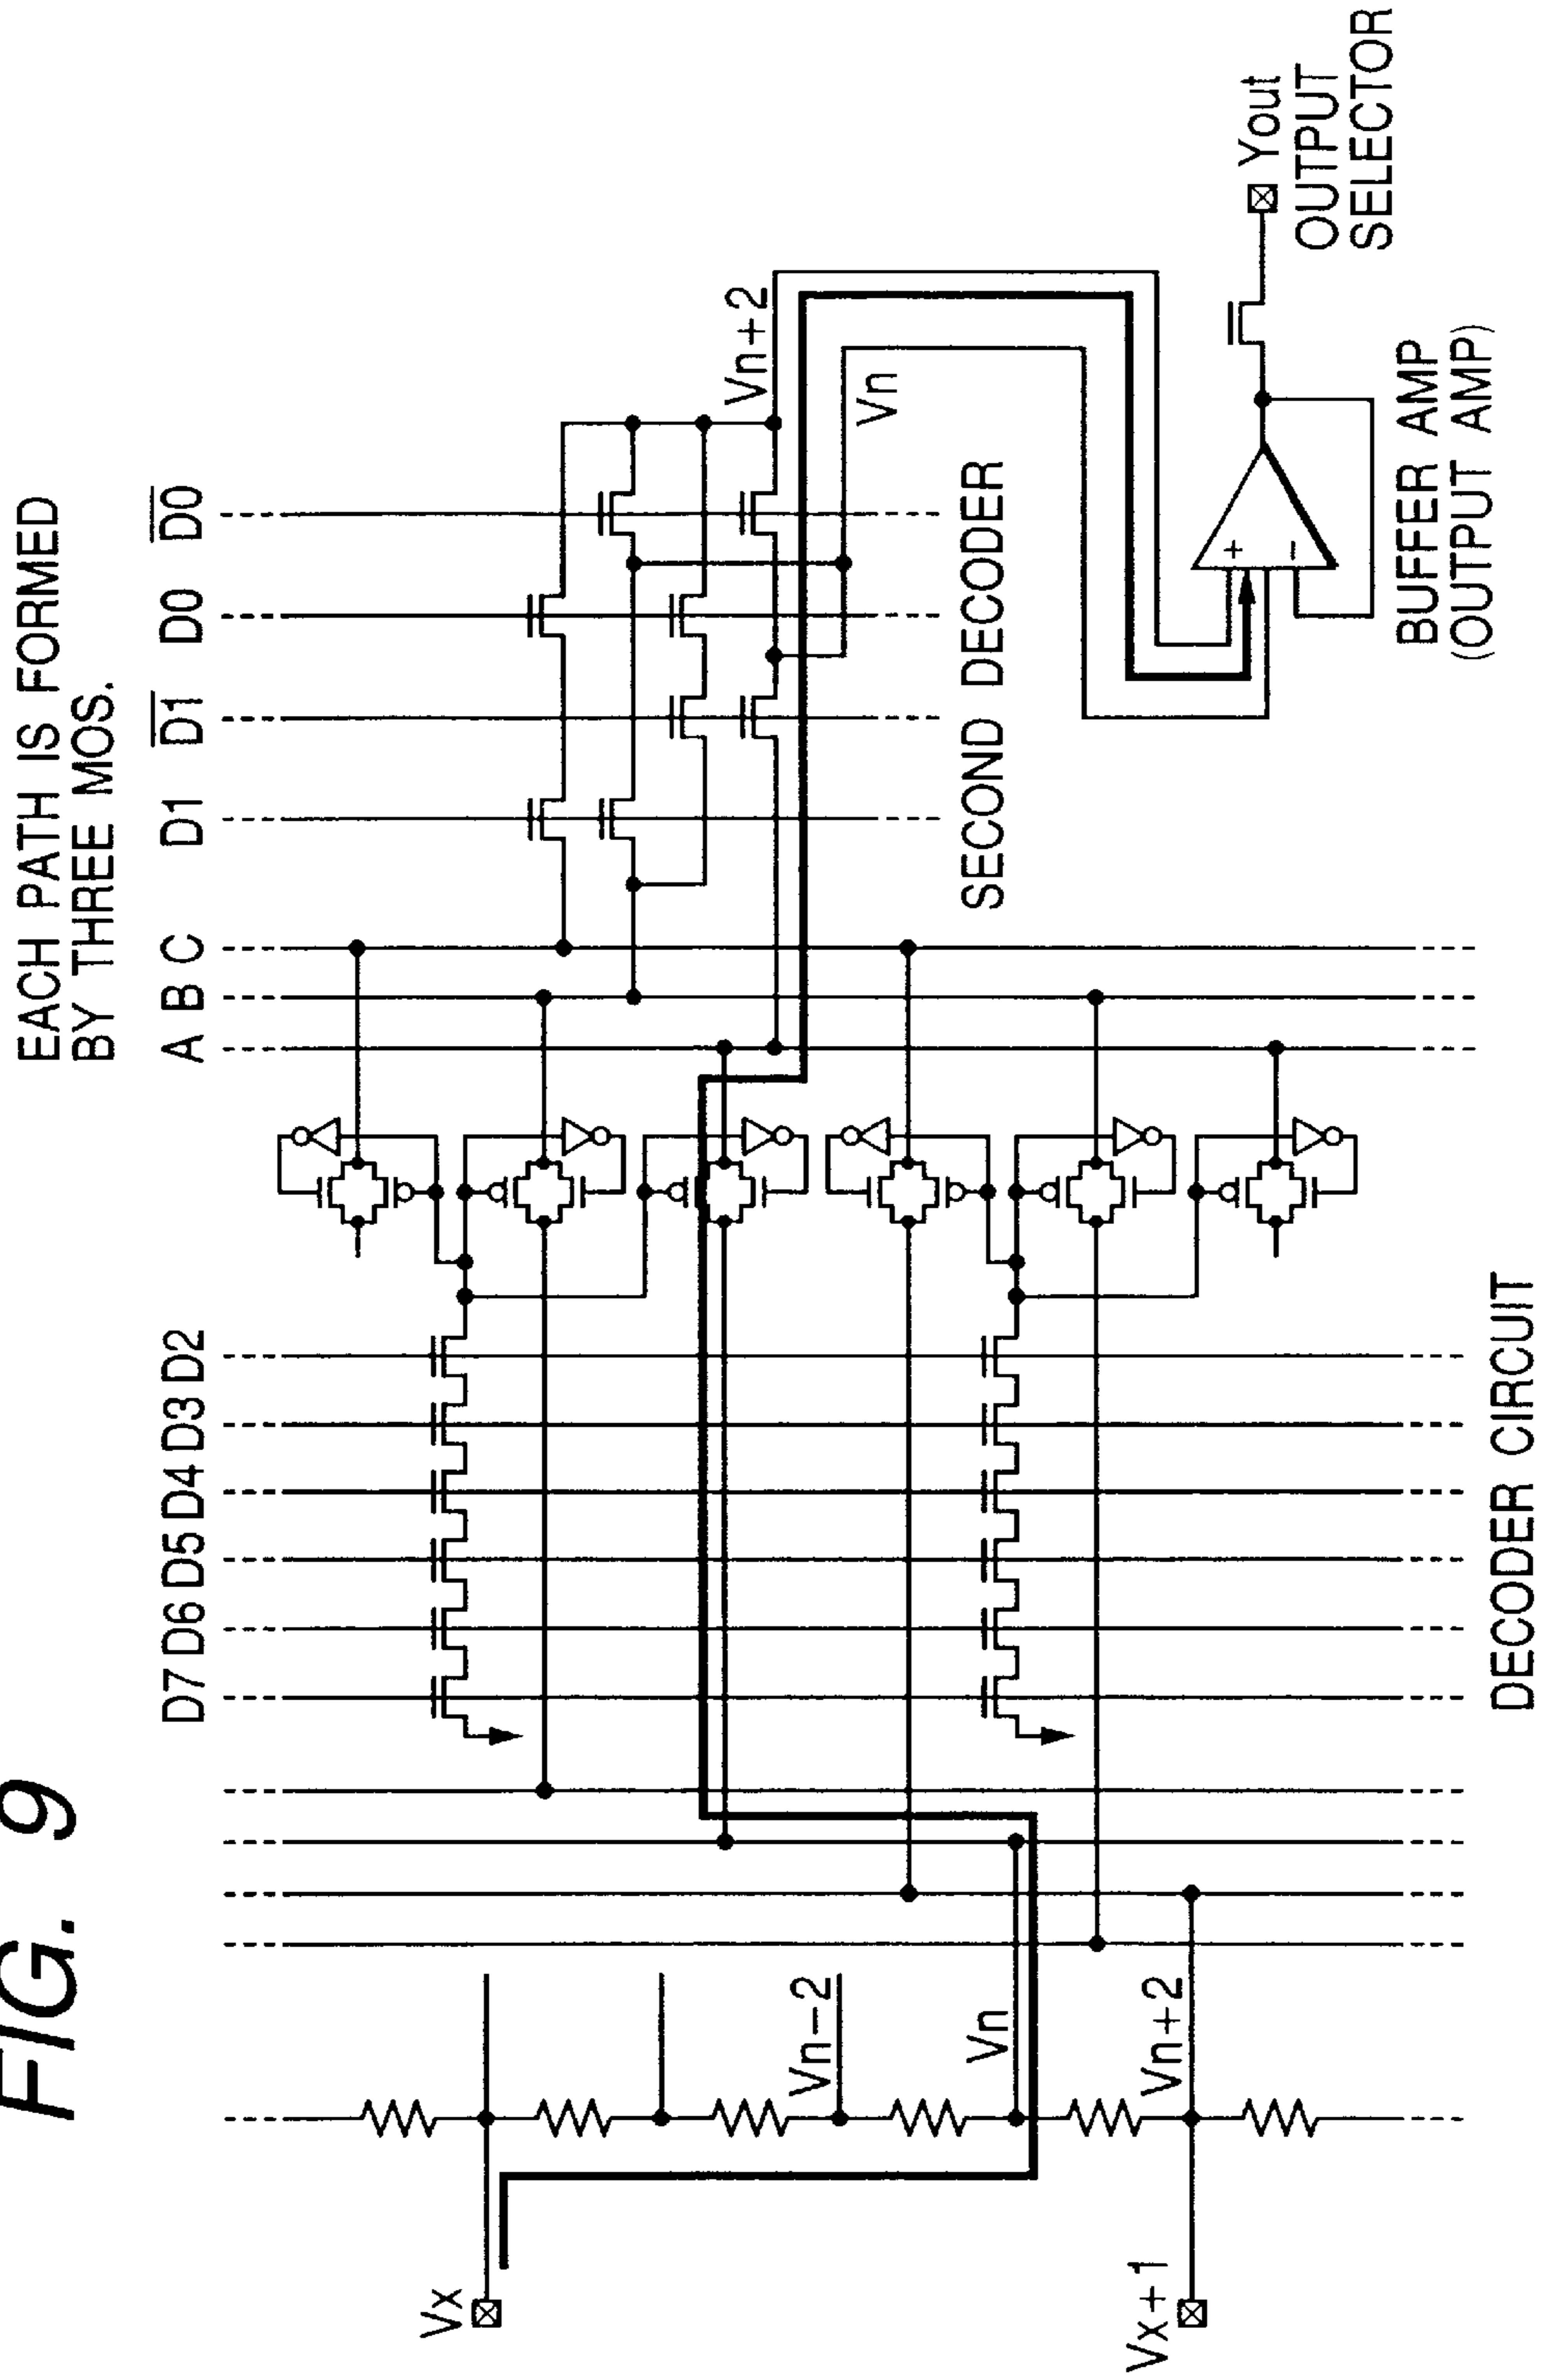 FIG. 9
EACH PATH IS FORMED
BY THREE MOS.
D7 D6 D5 D4 D3 D2
A B C
D1
D1
D0
D0
Vx
Vn-2
Vn
Vn+2
Vx+1
Vn+2
Vn
SECOND DECODER
+
−
Yout
OUTPUT
SELECTOR
BUFFER AMP
(OUTPUT AMP)
DECODER CIRCUIT